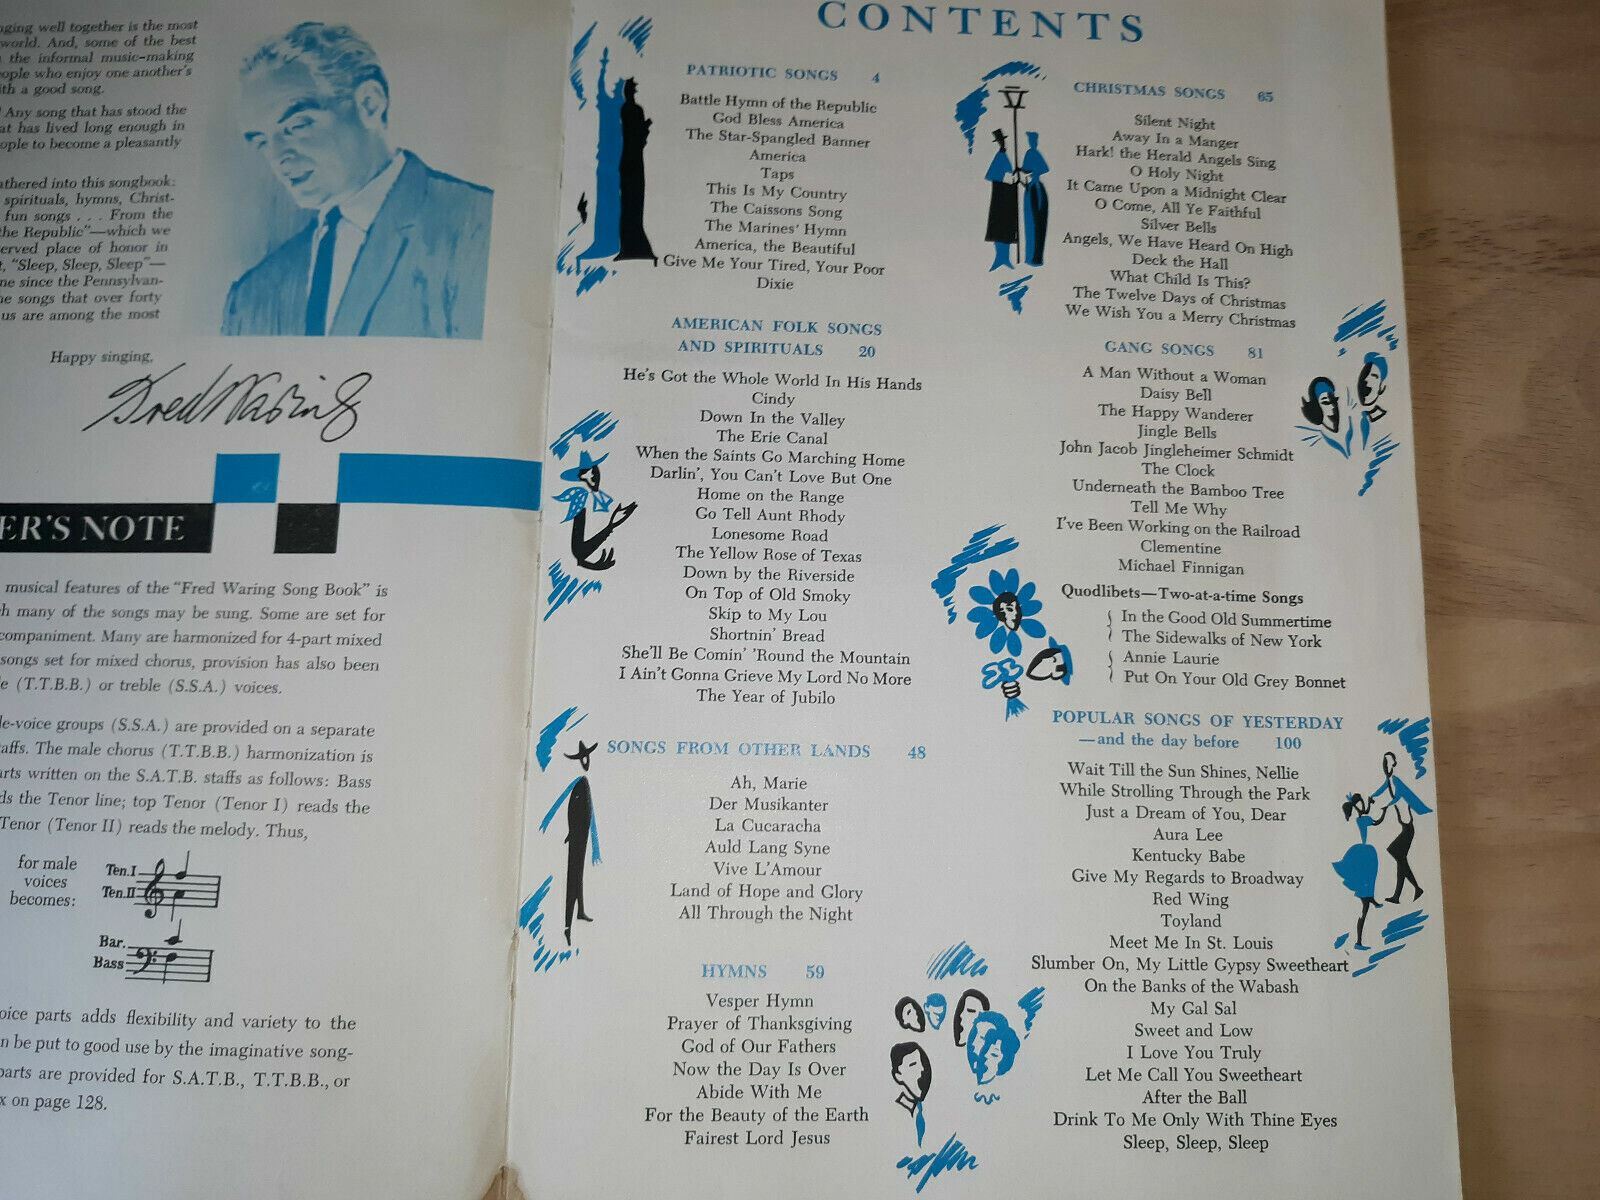 nging well together is the most
world. And, some of the best
the informal music-making
eople who enjoy one another's
ith a good song.
Any song that has stood the
at has lived long enough in
ople to become a pleasantly
athered into this songbook:
spirituals, hymns, Christ-
fun songs . . . From the
the Republic"—which we
erved place of honor in
t, "Sleep, Sleep, Sleep"—
me since the Pennsylvan-
ne songs that over forty
us are among the most
Happy singing,
Fred Waring
ER'S NOTE
musical features of the "Fred Waring Song Book" is
h many of the songs may be sung. Some are set for
companiment. Many are harmonized for 4-part mixed
songs set for mixed chorus, provision has also been
le (T.T.B.B.) or treble (S.S.A.) voices.
le-voice groups (S.S.A.) are provided on a separate
taffs. The male chorus (T.T.B.B.) harmonization is
arts written on the S.A.T.B. staffs as follows: Bass
ds the Tenor line; top Tenor (Tenor I) reads the
Tenor (Tenor II) reads the melody. Thus,
for male
voices
becomes:
Ten.I
Ten.II
Bar.
Bass
oice parts adds flexibility and variety to the
n be put to good use by the imaginative song-
parts are provided for S.A.T.B., T.T.B.B., or
x on page 128.
CONTENTS
PATRIOTIC SONGS 4
Battle Hymn of the Republic
God Bless America
The Star-Spangled Banner
America
Taps
This Is My Country
The Caissons Song
The Marines' Hymn
America, the Beautiful
Give Me Your Tired, Your Poor
Dixie
AMERICAN FOLK SONGS
AND SPIRITUALS 20
He's Got the Whole World In His Hands
Cindy
Down In the Valley
The Erie Canal
When the Saints Go Marching Home
Darlin', You Can't Love But One
Home on the Range
Go Tell Aunt Rhody
Lonesome Road
The Yellow Rose of Texas
Down by the Riverside
On Top of Old Smoky
Skip to My Lou
Shortnin' Bread
She'll Be Comin' 'Round the Mountain
I Ain't Gonna Grieve My Lord No More
The Year of Jubilo
SONGS FROM OTHER LANDS 48
Ah, Marie
Der Musikanter
La Cucaracha
Auld Lang Syne
Vive L'Amour
Land of Hope and Glory
All Through the Night
HYMNS 59
Vesper Hymn
Prayer of Thanksgiving
God of Our Fathers
Now the Day Is Over
Abide With Me
For the Beauty of the Earth
Fairest Lord Jesus
CHRISTMAS SONGS 65
Silent Night
Away In a Manger
Hark! the Herald Angels Sing
O Holy Night
It Came Upon a Midnight Clear
O Come, All Ye Faithful
Silver Bells
Angels, We Have Heard On High
Deck the Hall
What Child Is This?
The Twelve Days of Christmas
We Wish You a Merry Christmas
GANG SONGS 81
A Man Without a Woman
Daisy Bell
The Happy Wanderer
Jingle Bells
John Jacob Jingleheimer Schmidt
The Clock
Underneath the Bamboo Tree
Tell Me Why
I've Been Working on the Railroad
Clementine
Michael Finnigan
Quodlibets—Two-at-a-time Songs
In the Good Old Summertime
The Sidewalks of New York
Annie Laurie
Put On Your Old Grey Bonnet
POPULAR SONGS OF YESTERDAY
—and the day before 100
Wait Till the Sun Shines, Nellie
While Strolling Through the Park
Just a Dream of You, Dear
Aura Lee
Kentucky Babe
Give My Regards to Broadway
Red Wing
Toyland
Meet Me In St. Louis
Slumber On, My Little Gypsy Sweetheart
On the Banks of the Wabash
My Gal Sal
Sweet and Low
I Love You Truly
Let Me Call You Sweetheart
After the Ball
Drink To Me Only With Thine Eyes
Sleep, Sleep, Sleep